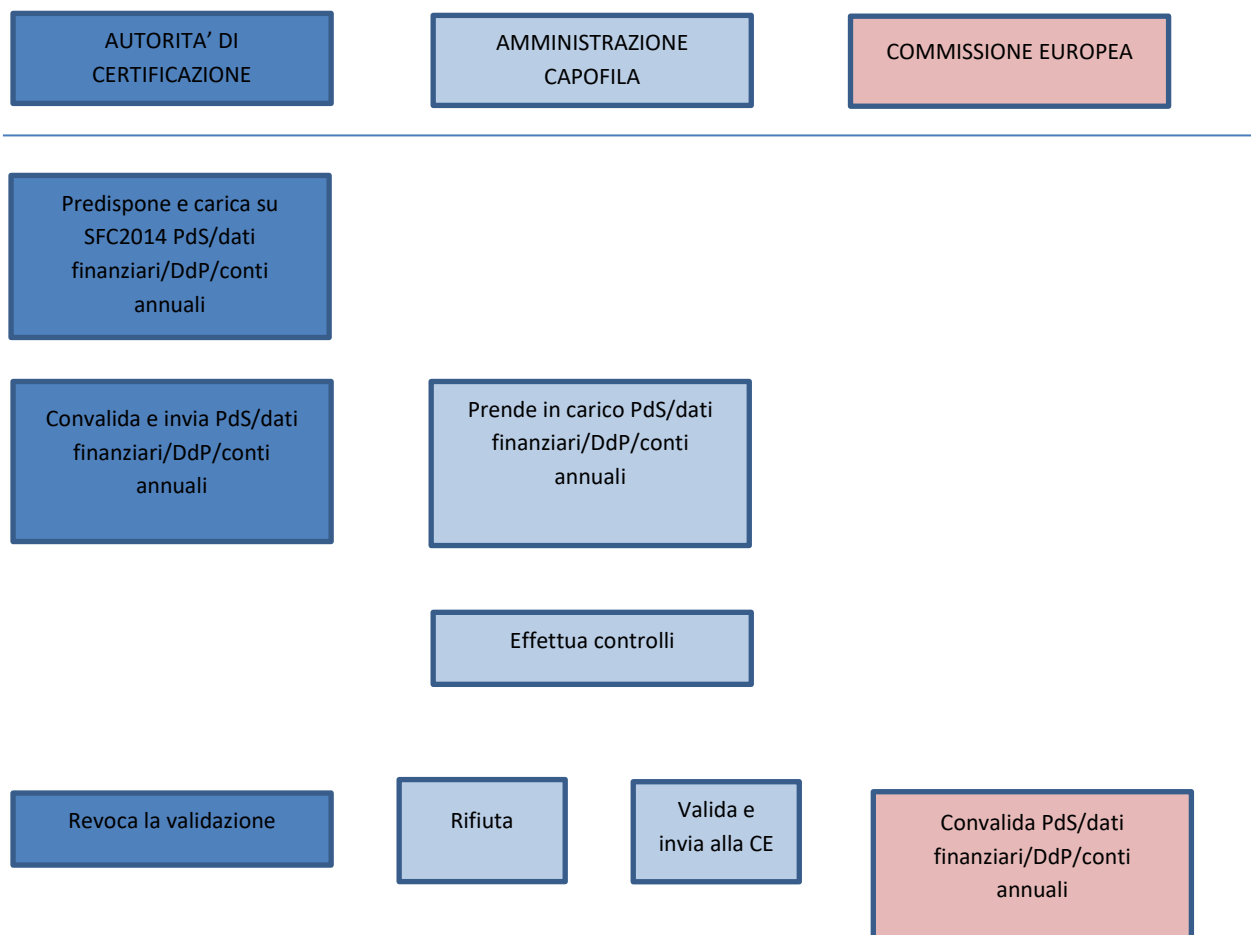 AUTORITA’ DI
CERTIFICAZIONE
AMMINISTRAZIONE
CAPOFILA
COMMISSIONE EUROPEA
Predispone e carica su
SFC2014 PdS/dati
finanziari/DdP/conti
annuali
Convalida e invia PdS/dati
finanziari/DdP/conti
annuali
Prende in carico PdS/dati
finanziari/DdP/conti
annuali
Effettua controlli
Revoca la validazione
Rifiuta
Valida e
invia alla CE
Convalida PdS/dati
finanziari/DdP/conti
annuali